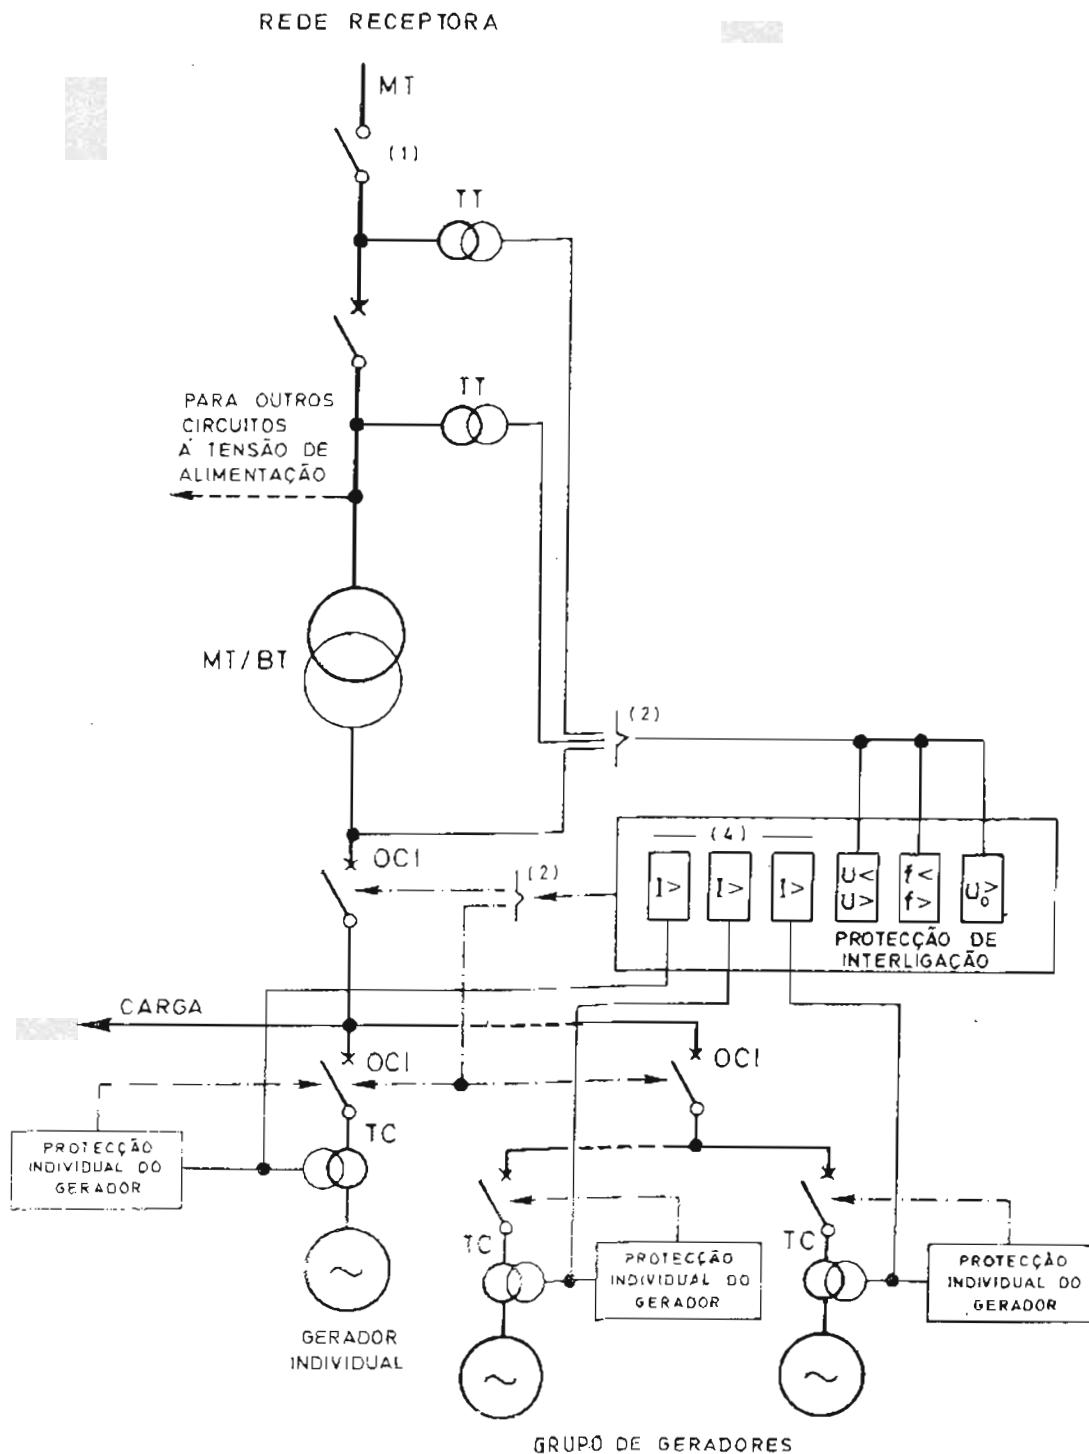 REDE RECEPTORA
MT
(1)
TT
TT
PARA OUTROS
CIRCUITOS
À TENSÃO DE
ALIMENTAÇÃO
MT/BT
(2)
OCI
(2)
(4)
I>
I>
I>
U<
U>
f<
f>
U₀>
PROTECÇÃO DE
INTERLIGAÇÃO
CARGA
OCI
OCI
TC
PROTECÇÃO
INDIVIDUAL DO
GERADOR
TC
PROTECÇÃO
INDIVIDUAL DO
GERADOR
TC
PROTECÇÃO
INDIVIDUAL DO
GERADOR
GERADOR
INDIVIDUAL
GRUPO DE GERADORES